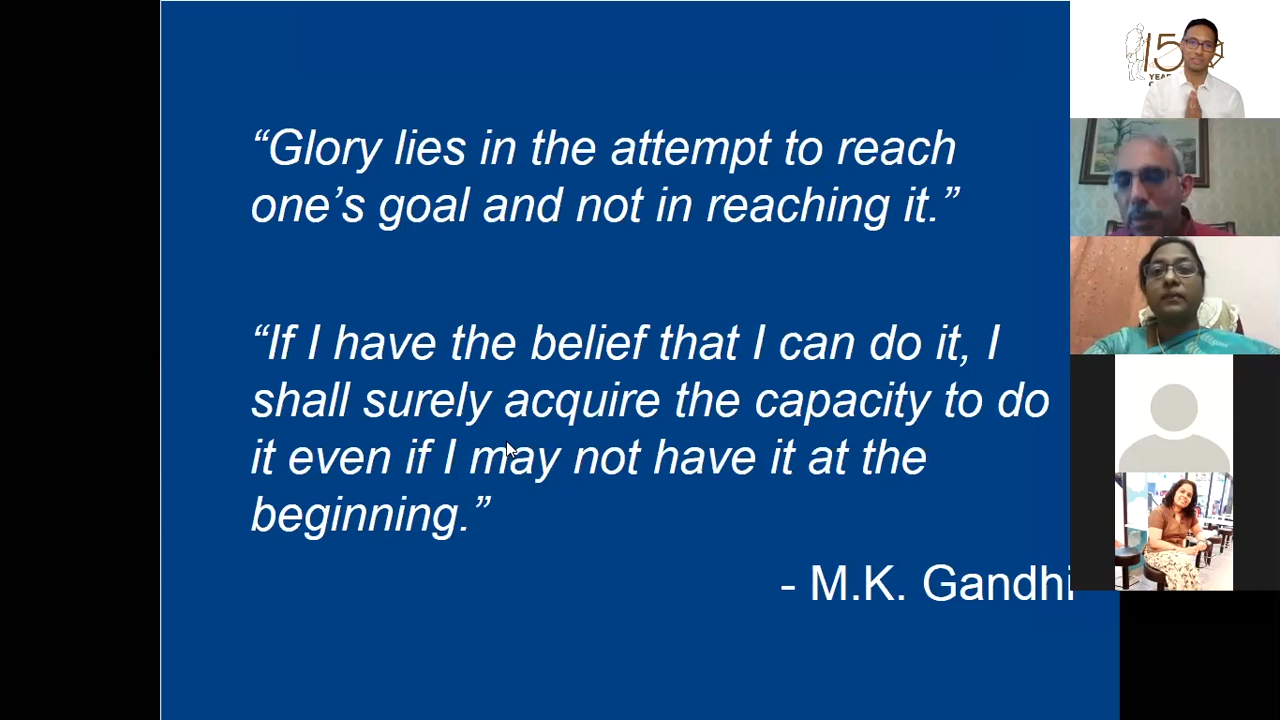 “Glory lies in the attempt to reach
one’s goal and not in reaching it.”
“If I have the belief that I can do it, I
shall surely acquire the capacity to do
it even if I may not have it at the
beginning.”
- M.K. Gandhi
15